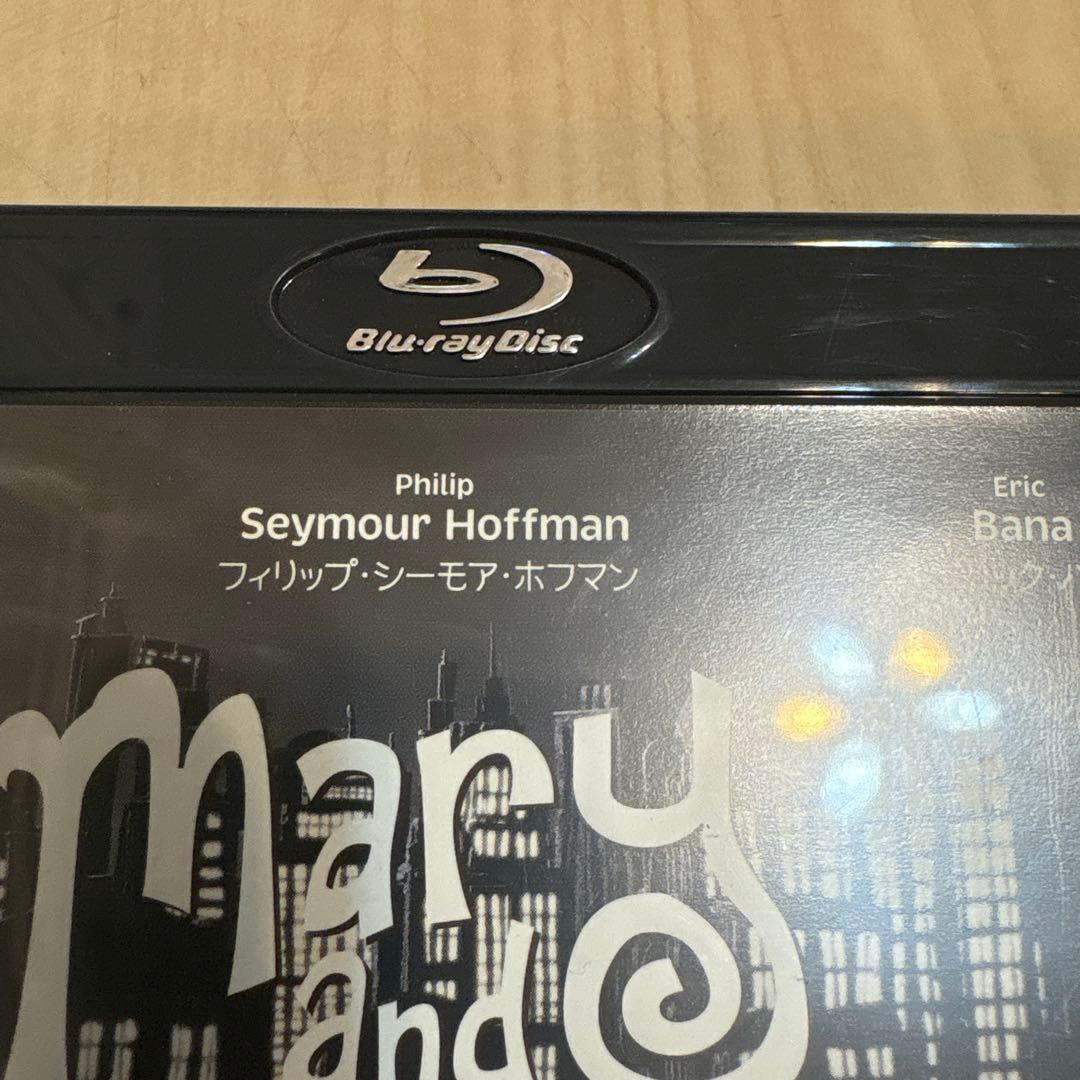 Blu-ray Disc
Philip
Seymour Hoffman
フィリップ・シーモア・ホフマン
Eric
Bana
mary
and